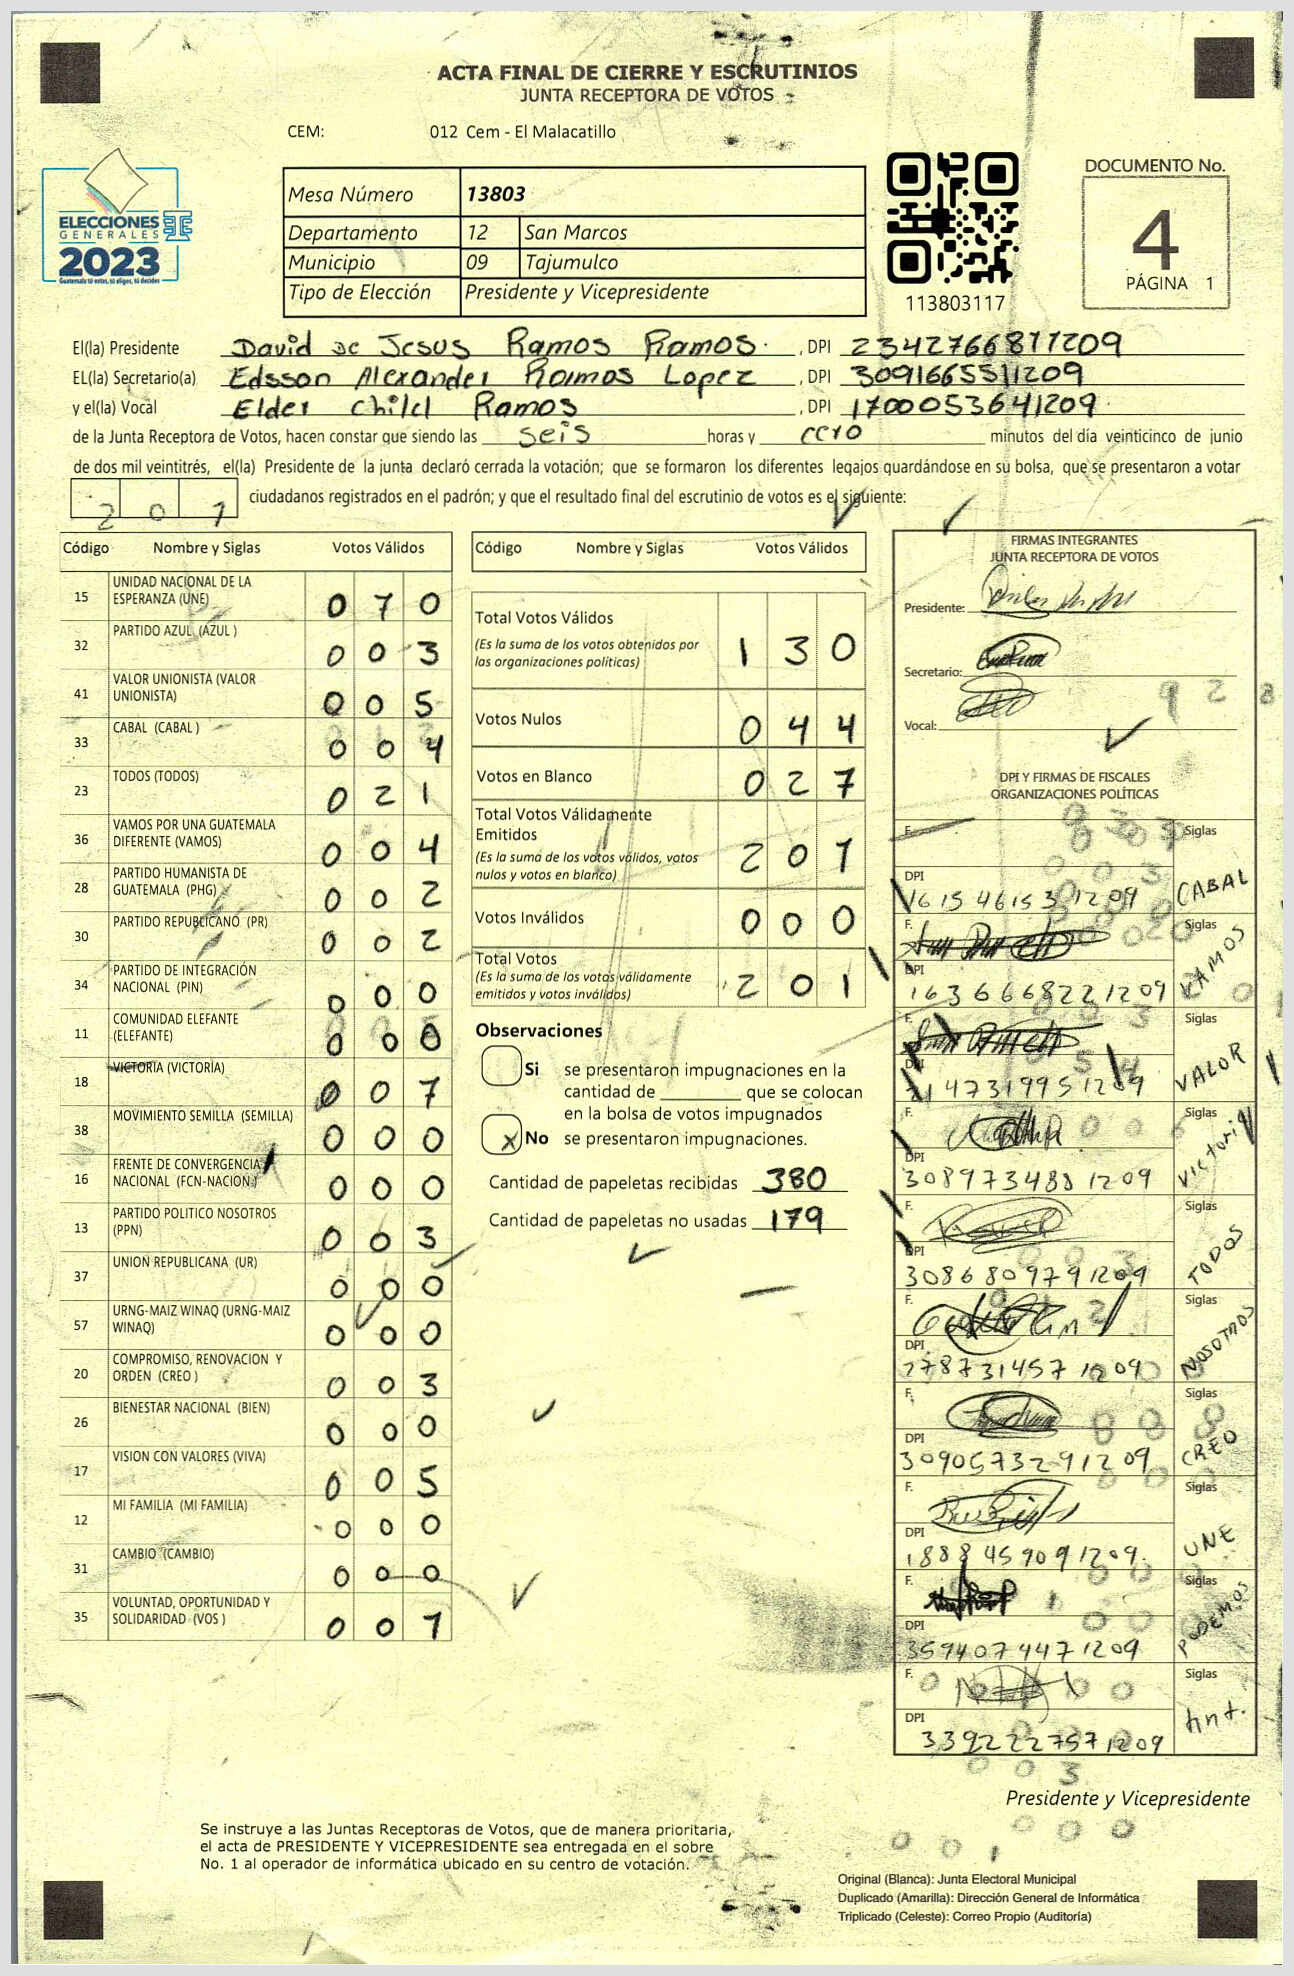 ACTA FINAL DE CIERRE Y ESCRUTINIOS
JUNTA RECEPTORA DE VOTOS
CEM: 012 Cem - El Malacatillo
ELECCIONES
GENERALES
2023
Guatemala tú votas, tú eliges, tú decides
Mesa Número 13803
Departamento 12 San Marcos
Municipio 09 Tajumulco
Tipo de Elección Presidente y Vicepresidente
113803117
DOCUMENTO No.
4
PÁGINA 1
El(la) Presidente David de Jesus Ramos Ramos. , DPI 2342766871209
EL(la) Secretario(a) Edsson Alexander Ramos Lopez , DPI 3091665511209
y el(la) Vocal Elder Ramos , DPI 1700053641209
de la Junta Receptora de Votos, hacen constar que siendo las seis horas y cero minutos del día veinticinco de junio
de dos mil veintitrés, el(la) Presidente de la junta declaró cerrada la votación; que se formaron los diferentes legajos guardándose en su bolsa, que se presentaron a votar
201 ciudadanos registrados en el padrón; y que el resultado final del escrutinio de votos es el siguiente:
Código Nombre y Siglas Votos Válidos
15 UNIDAD NACIONAL DE LA ESPERANZA (UNE) 070
32 PARTIDO AZUL (AZUL ) 003
41 VALOR UNIONISTA (VALOR UNIONISTA) 005
33 CABAL (CABAL ) 004
23 TODOS (TODOS) 021
36 VAMOS POR UNA GUATEMALA DIFERENTE (VAMOS) 004
28 PARTIDO HUMANISTA DE GUATEMALA (PHG) 002
30 PARTIDO REPUBLICANO (PR) 002
34 PARTIDO DE INTEGRACIÓN NACIONAL (PIN) 000
11 COMUNIDAD ELEFANTE (ELEFANTE) 000
18 VICTORIA (VICTORIA) 007
38 MOVIMIENTO SEMILLA (SEMILLA) 000
16 FRENTE DE CONVERGENCIA NACIONAL (FCN-NACION) 000
13 PARTIDO POLITICO NOSOTROS (PPN) 003
37 UNION REPUBLICANA (UR) 000
57 URNG-MAIZ WINAQ (URNG-MAIZ WINAQ) 000
20 COMPROMISO, RENOVACION Y ORDEN (CREO ) 003
26 BIENESTAR NACIONAL (BIEN) 000
17 VISION CON VALORES (VIVA) 005
12 MI FAMILIA (MI FAMILIA) 000
31 CAMBIO (CAMBIO) 000
35 VOLUNTAD, OPORTUNIDAD Y SOLIDARIDAD (VOS ) 001
Código Nombre y Siglas Votos Válidos
Total Votos Válidos 130
(Es la suma de los votos obtenidos por las organizaciones políticas)
Votos Nulos 044
Votos en Blanco 027
Total Votos Válidamente Emitidos 201
(Es la suma de los votos válidos, votos nulos y votos en blanco)
Votos Inválidos 000
Total Votos 201
(Es la suma de los votos válidamente emitidos y votos inválidos)
Observaciones
Si se presentaron impugnaciones en la
cantidad de ________ que se colocan
en la bolsa de votos impugnados
X No se presentaron impugnaciones.
Cantidad de papeletas recibidas 380
Cantidad de papeletas no usadas 179
FIRMAS INTEGRANTES
JUNTA RECEPTORA DE VOTOS
Presidente:
Secretario:
Vocal:
DPI Y FIRMAS DE FISCALES
ORGANIZACIONES POLÍTICAS
F. Siglas
DPI 1615461531209 CABAL
F. Siglas
DPI 1636668221209 VAMOS
F. Siglas
DPI 147319951209 VALOR
F. Siglas
DPI 3089734881209 Victoria
F. Siglas
DPI 3086809791209 TODOS
F. Siglas
DPI 2787314571209 NOSOTROS
F. Siglas
DPI 3090573291209 CREO
F. Siglas
DPI 1888459091209 UNE
F. Siglas
DPI 3594074471209 PODEMOS
F. Siglas
DPI 3392227571209
Presidente y Vicepresidente
Se instruye a las Juntas Receptoras de Votos, que de manera prioritaria,
el acta de PRESIDENTE Y VICEPRESIDENTE sea entregada en el sobre
No. 1 al operador de informática ubicado en su centro de votación.
Original (Blanca): Junta Electoral Municipal
Duplicado (Amarilla): Dirección General de Informática
Triplicado (Celeste): Correo Propio (Auditoría)